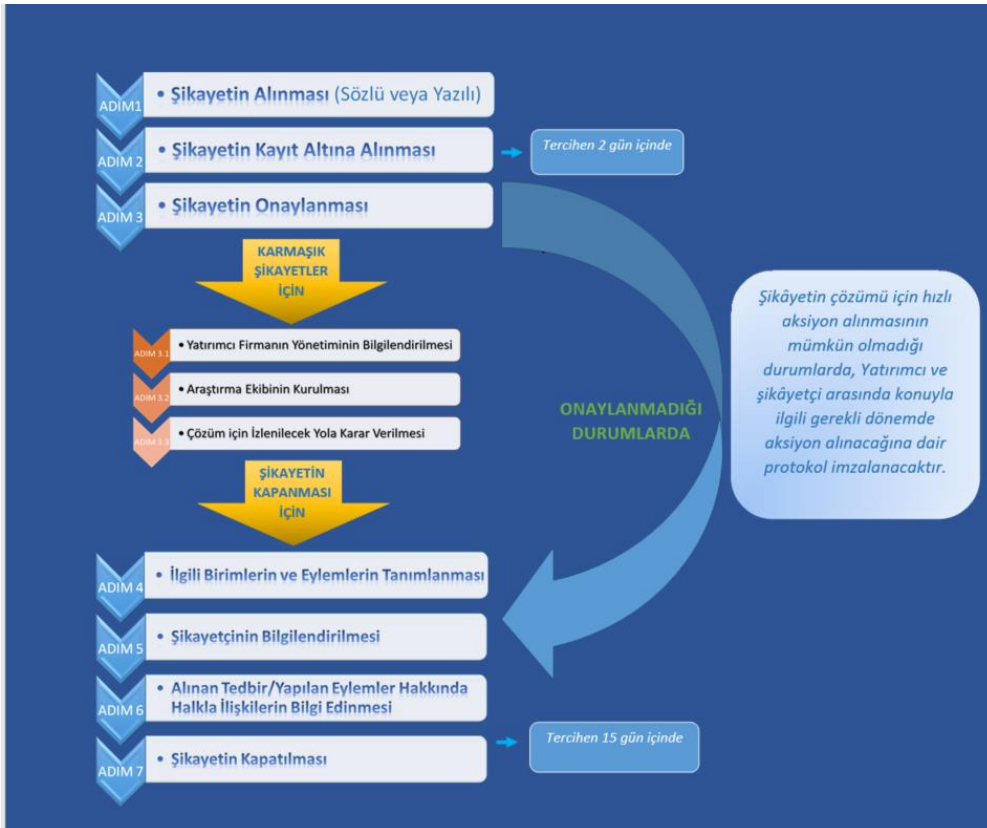 ADIM1
• Şikayetin Alınması (Sözlü veya Yazılı)
ADIM 2
• Şikayetin Kayıt Altına Alınması
Tercihen 2 gün içinde
ADIM 3
• Şikayetin Onaylanması
KARMAŞIK
ŞİKAYETLER
İÇİN
ADIM 3.1
• Yatırımcı Firmanın Yönetiminin Bilgilendirilmesi
ADIM 3.2
• Araştırma Ekibinin Kurulması
ADIM 3.3
• Çözüm için İzlenilecek Yola Karar Verilmesi
ONAYLANMADIĞI
DURUMLARDA
Şikâyetin çözümü için hızlı
aksiyon alınmasının
mümkün olmadığı
durumlarda, Yatırımcı ve
şikâyetçi arasında konuyla
ilgili gerekli dönemde
aksiyon alınacağına dair
protokol imzalanacaktır.
ŞİKAYETİN
KAPANMASI
İÇİN
ADIM 4
• İlgili Birimlerin ve Eylemlerin Tanımlanması
ADIM 5
• Şikayetçinin Bilgilendirilmesi
ADIM 6
• Alınan Tedbir/Yapılan Eylemler Hakkında
Halkla İlişkilerin Bilgi Edinmesi
ADIM 7
• Şikayetin Kapatılması
Tercihen 15 gün içinde